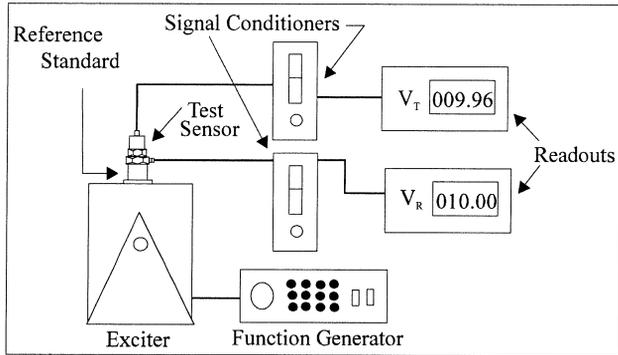 Signal Conditioners
Reference
Standard
Test
Sensor
V_T 009.96
Readouts
V_R 010.00
Exciter
Function Generator